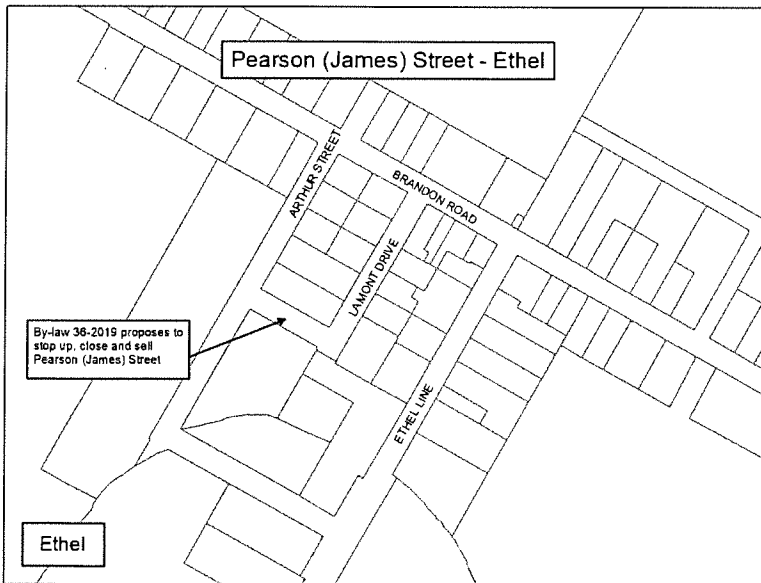 Pearson (James) Street - Ethel
ARTHUR STREET
BRANDON ROAD
LAMONT DRIVE
By-law 36-2019 proposes to
stop up, close and sell
Pearson (James) Street
ETHEL LINE
Ethel